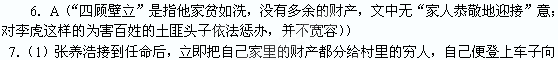 6. A（“四顾壁立”是指他家贫如洗，没有多余的财产，文中无“家人恭敬地迎接”意；
对李虎这样的为害百姓的土匪头子依法惩办，并不宽容））
7.（1）张养浩接到任命后，立即把自己家里的财产都分给村里的穷人，自己便登上车子向